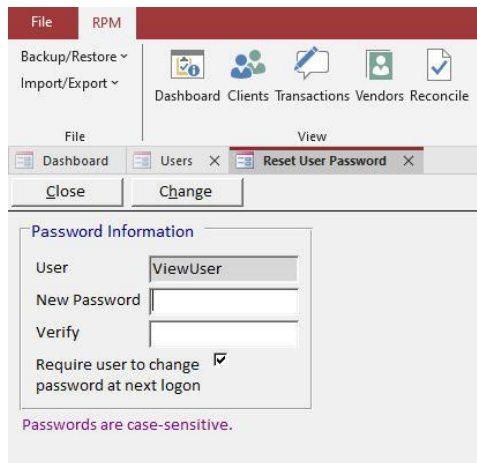 File RPM
Backup/Restore
Import/Export
Dashboard Clients Transactions Vendors Reconcile
File View
Dashboard Users Reset User Password
Close Change
Password Information
User ViewUser
New Password
Verify
Require user to change
password at next logon
Passwords are case-sensitive.